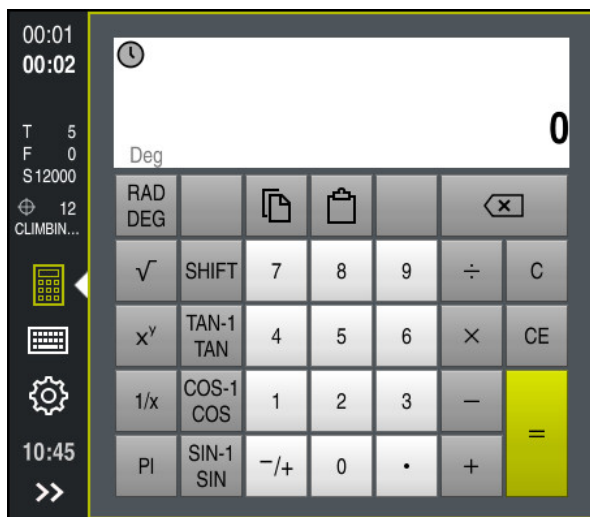 00:01
00:02
T 5
F 0
S12000
12
CLIMBIN...
10:45
>>
0
Deg
RAD
DEG
√ SHIFT 7 8 9 ÷ C
xʸ TAN-1
TAN 4 5 6 × CE
1/x COS-1
COS 1 2 3 − =
PI SIN-1
SIN −/+ 0 • +